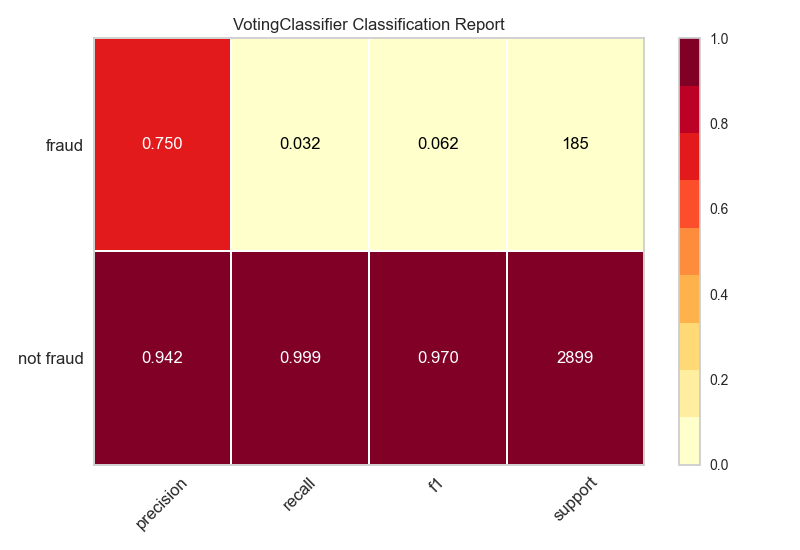 VotingClassifier Classification Report
fraud 0.750 0.032 0.062 185
not fraud 0.942 0.999 0.970 2899
precision recall f1 support
1.0
0.8
0.6
0.4
0.2
0.0